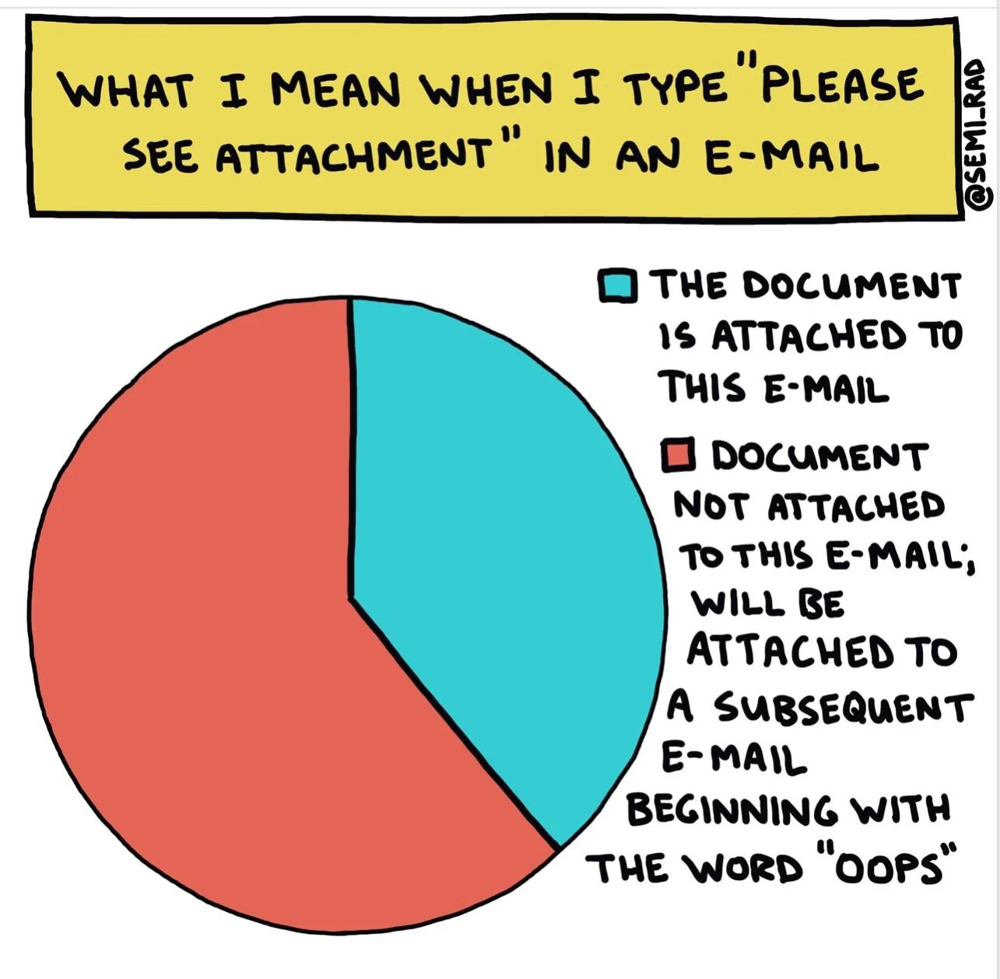 WHAT I MEAN WHEN I TYPE "PLEASE
SEE ATTACHMENT" IN AN E-MAIL
@SEMI_RAD
THE DOCUMENT
IS ATTACHED TO
THIS E-MAIL
DOCUMENT
NOT ATTACHED
TO THIS E-MAIL;
WILL BE
ATTACHED TO
A SUBSEQUENT
E-MAIL
BEGINNING WITH
THE WORD "OOPS"